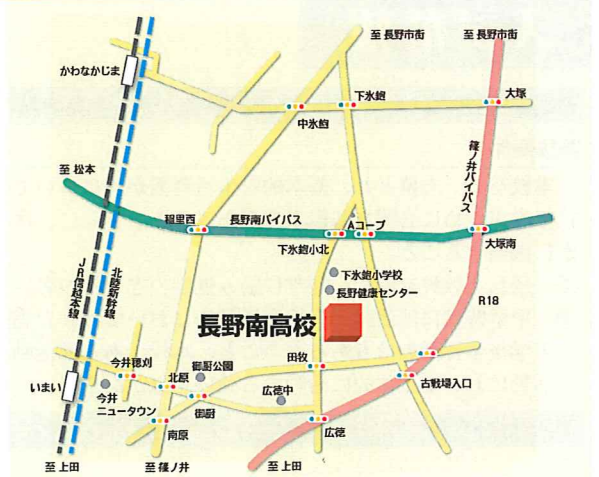 至 長野市街
至 長野市街
かわなかじま
下氷鉋
大塚
中氷鉋
篠ノ井バイパス
至 松本
稲里西
長野南バイパス
Aコープ
下氷鉋小北
大塚南
下氷鉋小学校
長野健康センター
JR信越本線
北陸新幹線
R18
長野南高校
今井穂刈
御厨公園
田牧
北原
古戦場入口
いまい
今井
ニュータウン
御厨
広徳中
南原
広徳
至 上田
至 篠ノ井
至 上田